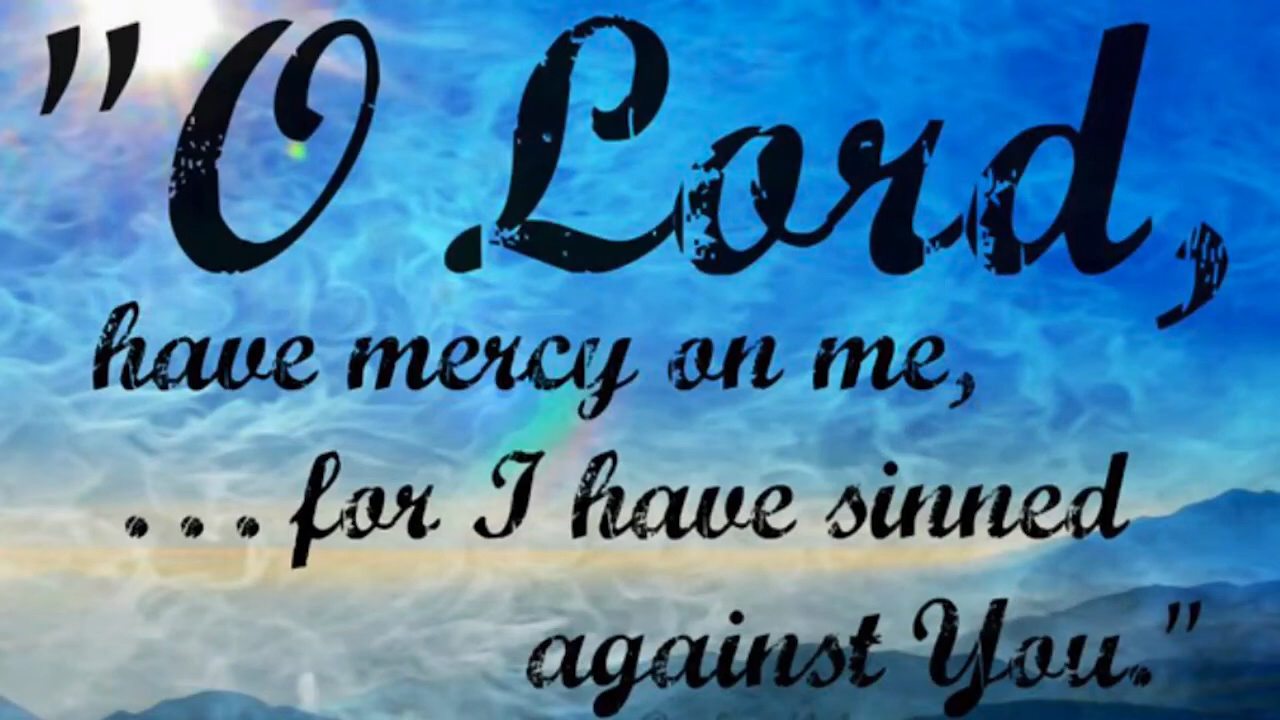 "O Lord,
have mercy on me,
...for I have sinned
against You."